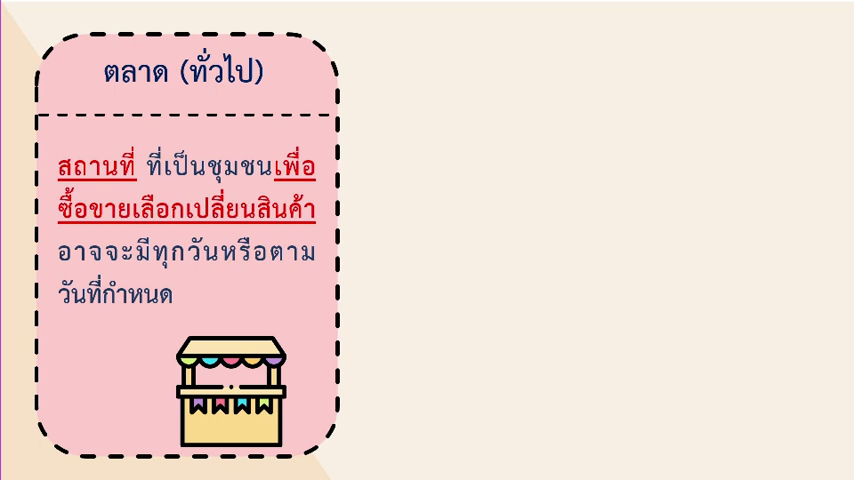 ตลาด (ทั่วไป)
สถานที่ ที่เป็นชุมชนเพื่อ
ซื้อขายเลือกเปลี่ยนสินค้า
อาจจะมีทุกวันหรือตาม
วันที่กำหนด